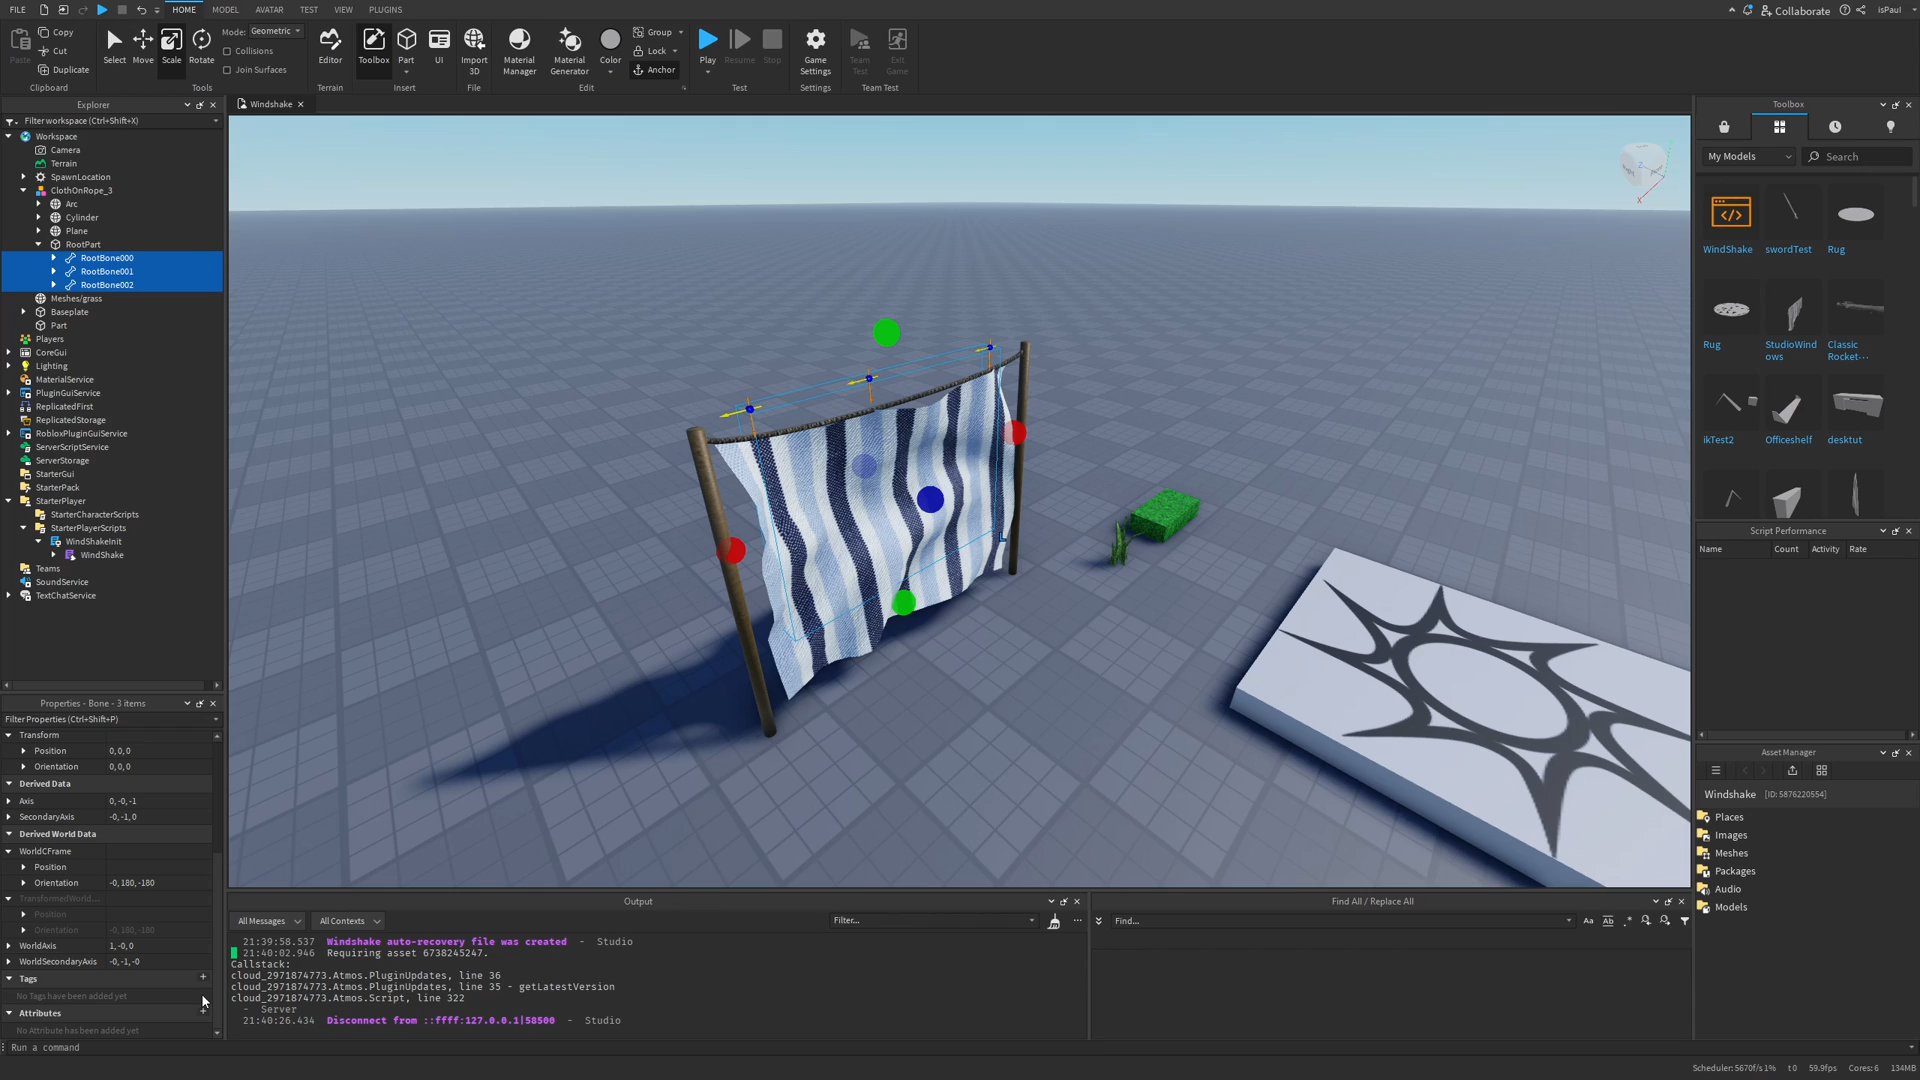 FILE HOME MODEL AVATAR TEST VIEW PLUGINS Collaborate isPaul
Paste Copy Cut Duplicate Clipboard
Select Move Scale Rotate Mode: Geometric Collisions Join Surfaces Tools
Editor Terrain
Toolbox Part UI Insert
Import 3D File
Material Manager Material Generator Color Group Lock Anchor Edit
Play Resume Stop Test
Game Settings Settings
Team Test Exit Game Team Test
Explorer
Filter workspace (Ctrl+Shift+X)
Workspace
Camera
Terrain
SpawnLocation
ClothOnRope_3
Arc
Cylinder
Plane
RootPart
RootBone000
RootBone001
RootBone002
Meshes/grass
Baseplate
Part
Players
CoreGui
Lighting
MaterialService
PluginGuiService
ReplicatedFirst
ReplicatedStorage
RobloxPluginGuiService
ServerScriptService
ServerStorage
StarterGui
StarterPack
StarterPlayer
StarterCharacterScripts
StarterPlayerScripts
WindShakeInit
WindShake
Teams
SoundService
TextChatService
Properties - Bone - 3 items
Filter Properties (Ctrl+Shift+P)
Transform
Position 0, 0, 0
Orientation 0, 0, 0
Derived Data
Axis 0, -0, -1
SecondaryAxis -0, -1, 0
Derived World Data
WorldCFrame
Position
Orientation -0, 180, -180
TransformedWorld...
Position
Orientation -0, 180, -180
WorldAxis 1, -0, 0
WorldSecondaryAxis -0, -1, -0
Tags
No Tags have been added yet
Attributes
No Attribute has been added yet
Run a command
Windshake
Z
X
Output
All Messages All Contexts Filter...
21:39:58.537 Windshake auto-recovery file was created - Studio
21:40:02.946 Requiring asset 6738245247.
Callstack:
cloud_2971874773.Atmos.PluginUpdates, line 36
cloud_2971874773.Atmos.PluginUpdates, line 35 - getLatestVersion
cloud_2971874773.Atmos.Script, line 322
- Server
21:40:26.434 Disconnect from ::ffff:127.0.0.1|58500 - Studio
Find All / Replace All
Find... Aa Ab .*
Toolbox
My Models Search
WindShake swordTest Rug
Rug StudioWindows Classic Rocket...
ikTest2 Officeshelf desktut
Script Performance
Name Count Activity Rate
Asset Manager
Windshake [ID: 5876220554]
Places
Images
Meshes
Packages
Audio
Models
Scheduler: 5670f/s 1% t 0 59.9fps Cores: 6 134MB